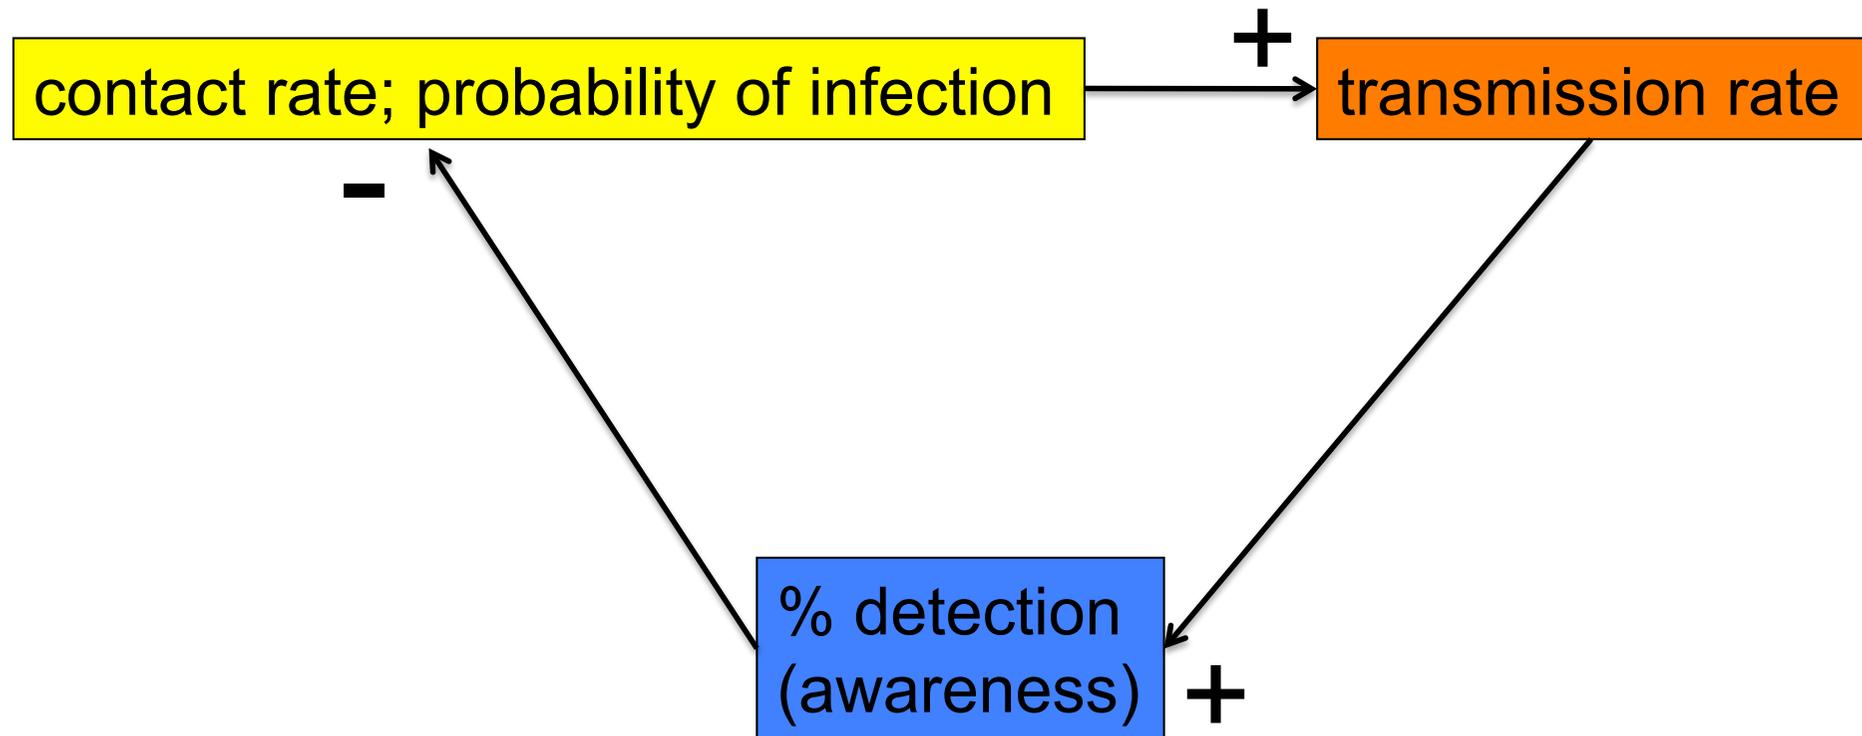 contact rate; probability of infection
+
transmission rate
-
% detection
(awareness)
+